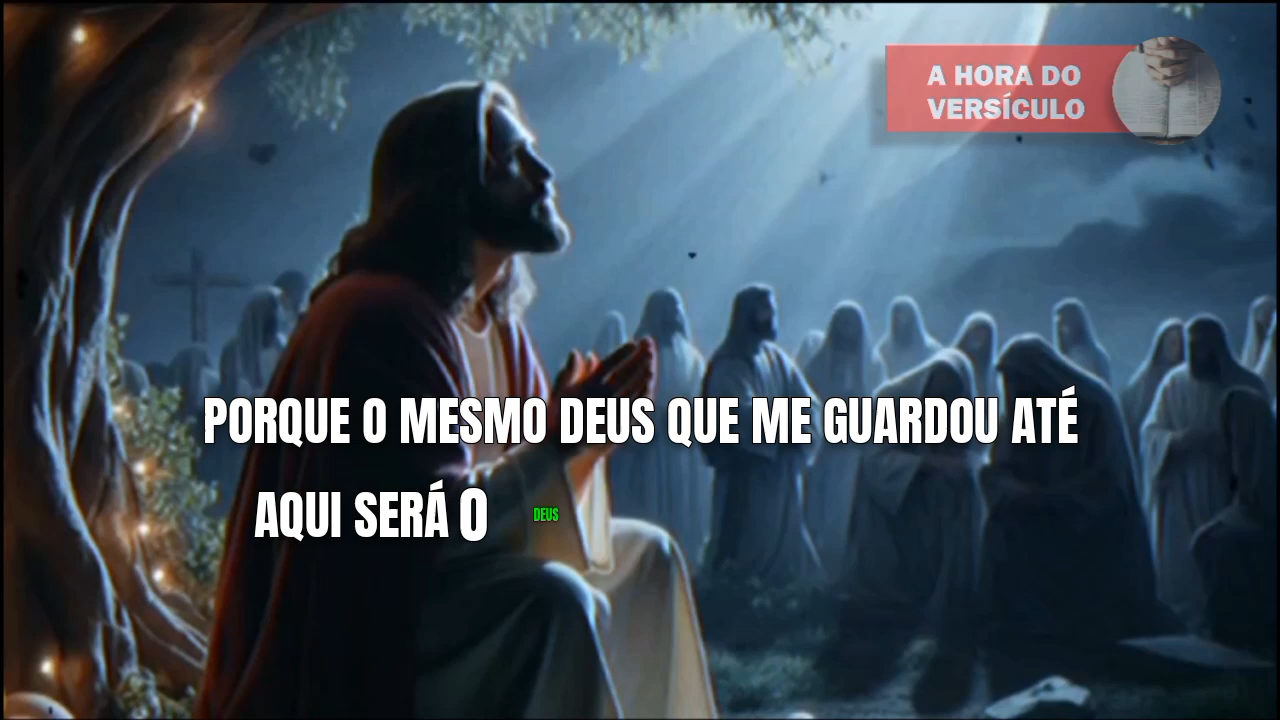 A HORA DO
VERSÍCULO
PORQUE O MESMO DEUS QUE ME GUARDOU ATÉ
AQUI SERÁ O DEUS